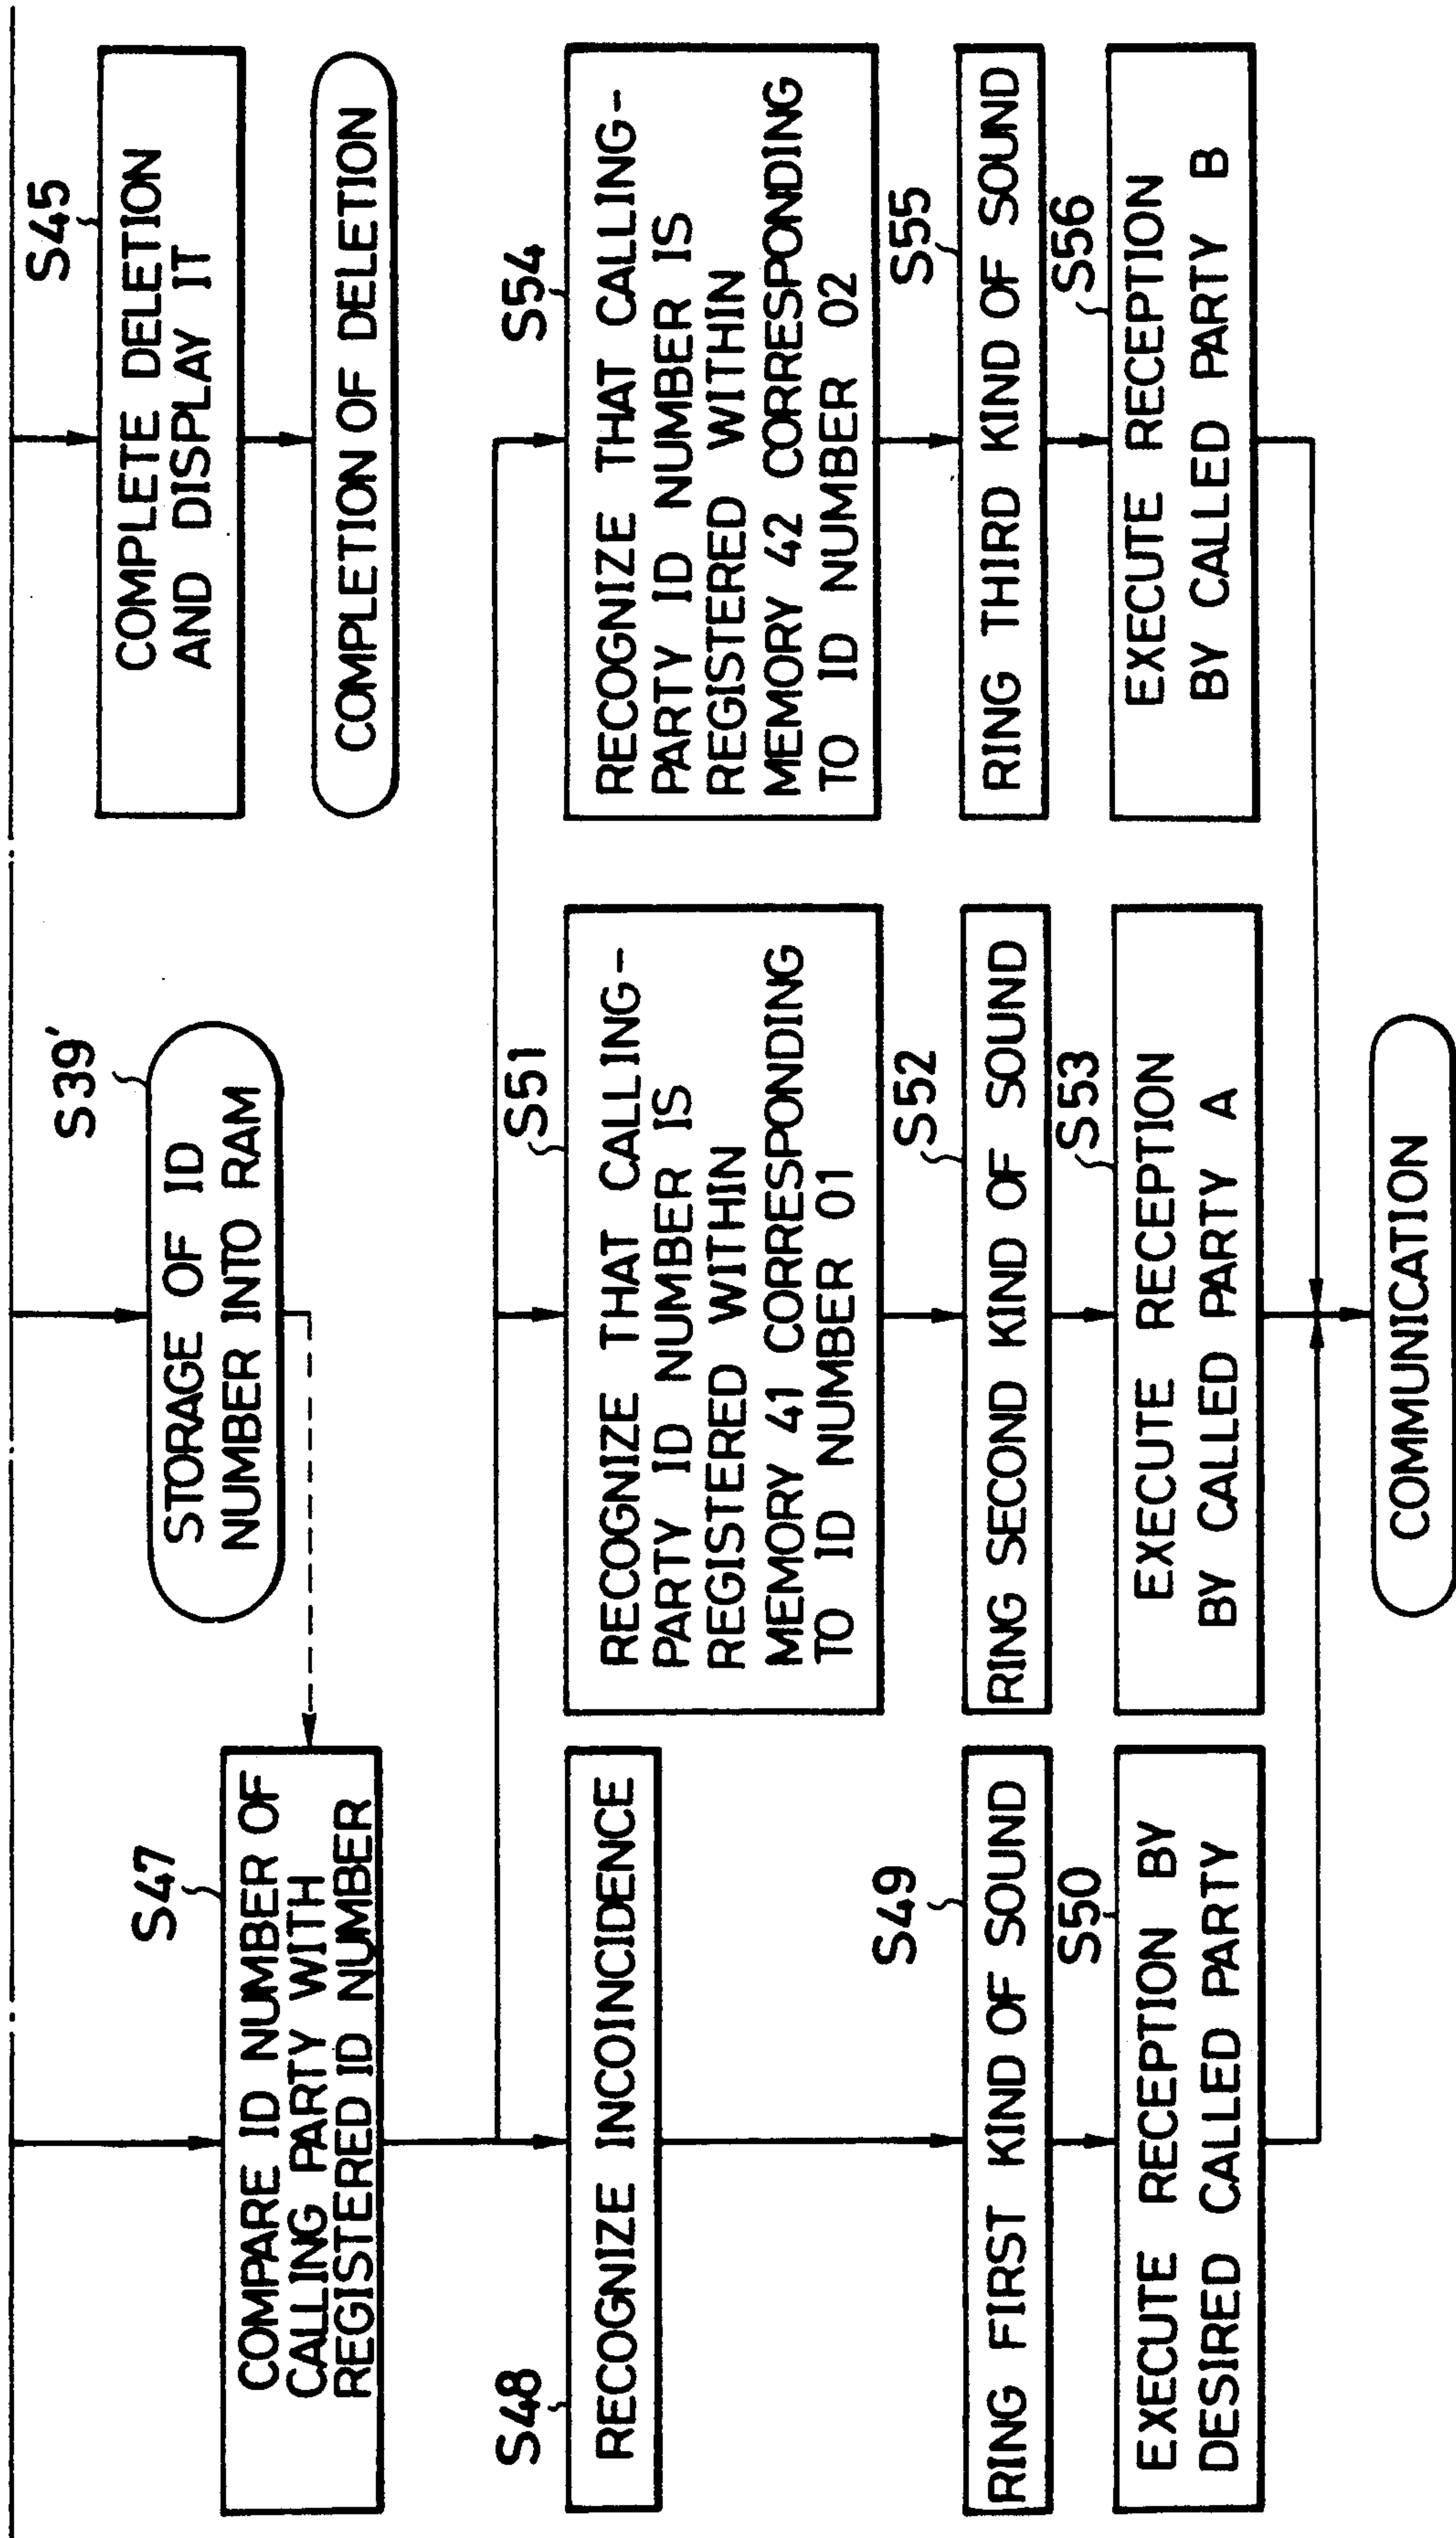 S47
COMPARE ID NUMBER OF
CALLING PARTY WITH
REGISTERED ID NUMBER
S39'
STORAGE OF ID
NUMBER INTO RAM
S45
COMPLETE DELETION
AND DISPLAY IT
COMPLETION OF DELETION
S48
RECOGNIZE INCOINCIDENCE
S49
RING FIRST KIND OF SOUND
S50
EXECUTE RECEPTION BY
DESIRED CALLED PARTY
S51
RECOGNIZE THAT CALLING-
PARTY ID NUMBER IS
REGISTERED WITHIN
MEMORY 41 CORRESPONDING
TO ID NUMBER 01
S52
RING SECOND KIND OF SOUND
S53
EXECUTE RECEPTION
BY CALLED PARTY A
S54
RECOGNIZE THAT CALLING-
PARTY ID NUMBER IS
REGISTERED WITHIN
MEMORY 42 CORRESPONDING
TO ID NUMBER 02
S55
RING THIRD KIND OF SOUND
S56
EXECUTE RECEPTION
BY CALLED PARTY B
COMMUNICATION